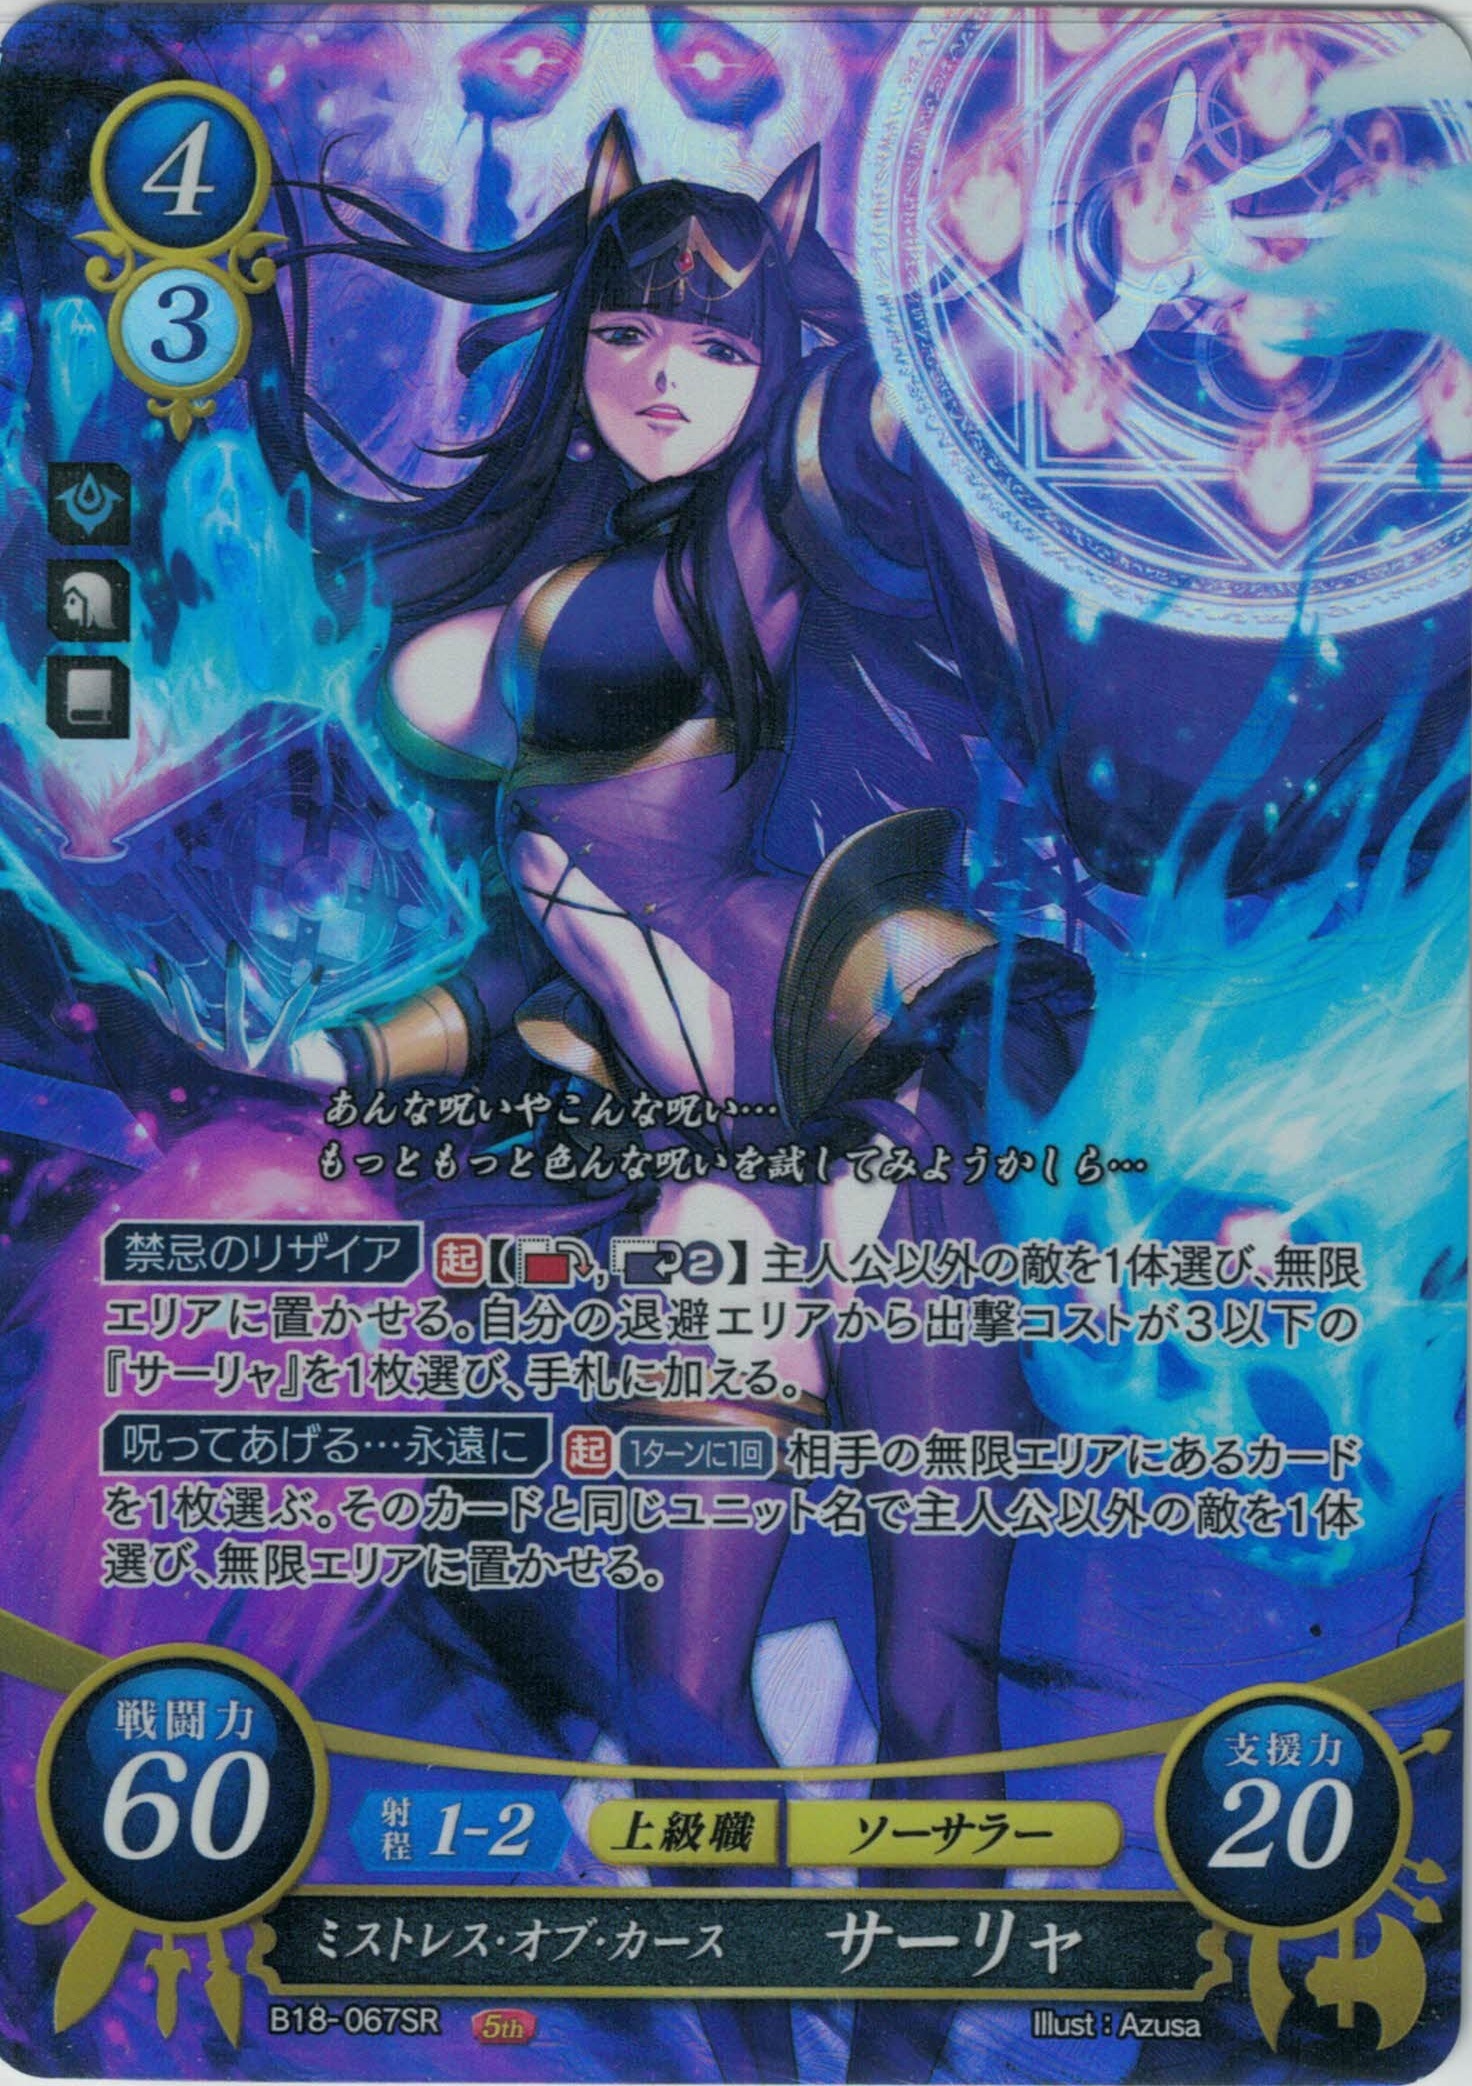 4
3
あんな呪いやこんな呪い…
もっともっと色んな呪いを試してみようかしら…
禁忌のリザイア 起【 , 2】主人公以外の敵を1体選び、無限
エリアに置かせる。自分の退避エリアから出撃コストが3以下の
『サーリャ』を1枚選び、手札に加える。
呪ってあげる…永遠に 起 1ターンに1回 相手の無限エリアにあるカード
を1枚選ぶ。そのカードと同じユニット名で主人公以外の敵を1体
選び、無限エリアに置かせる。
戦闘力
60
射程 1-2 上級職 ソーサラー
支援力
20
ミストレス・オブ・カース サーリャ
B18-067SR 5th Illust：Azusa